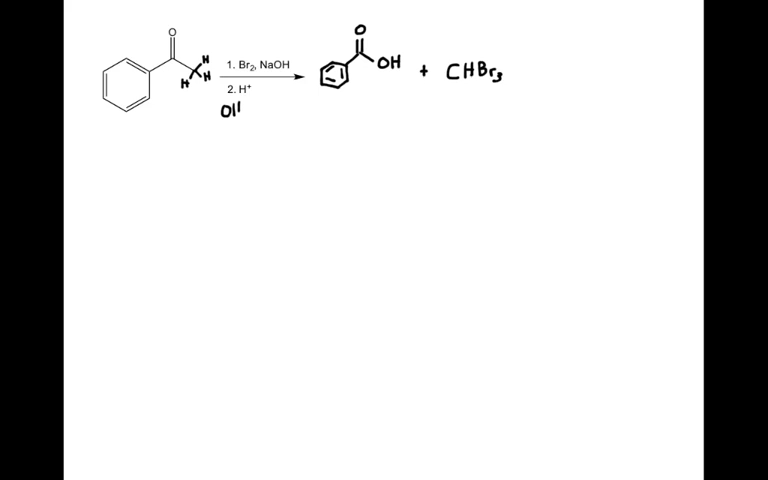 O
H
H
H
1. Br₂, NaOH
2. H⁺
O
OH
+ CHBr₃